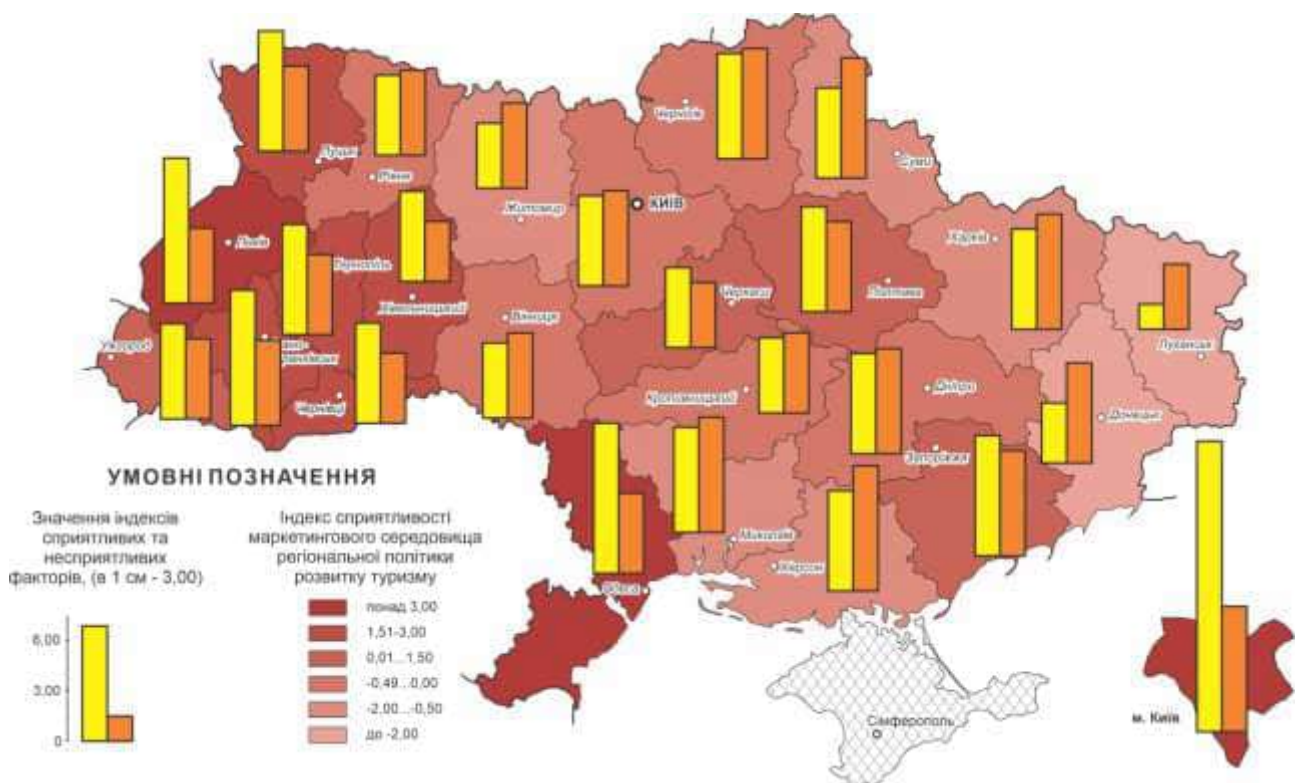 Луцьк
Рівне
Житомир
КИЇВ
Чернігів
Суми
Львів
Тернопіль
Хмельницький
Вінниця
Черкаси
Полтава
Харків
Луганськ
Ужгород
Івано-
Франківськ
Чернівці
Кропивницький
Дніпро
Донецьк
Запоріжжя
Миколаїв
Херсон
Одеса
Сімферополь
м. Київ
УМОВНІ ПОЗНАЧЕННЯ
Значення індексів
сприятливих та
несприятливих
факторів, (в 1 см - 3,00)
6,00
3,00
0
Індекс сприятливості
маркетингового середовища
регіональної політики
розвитку туризму
понад 3,00
1,51-3,00
0,01...1,50
-0,49...0,00
-2,00...-0,50
до -2,00